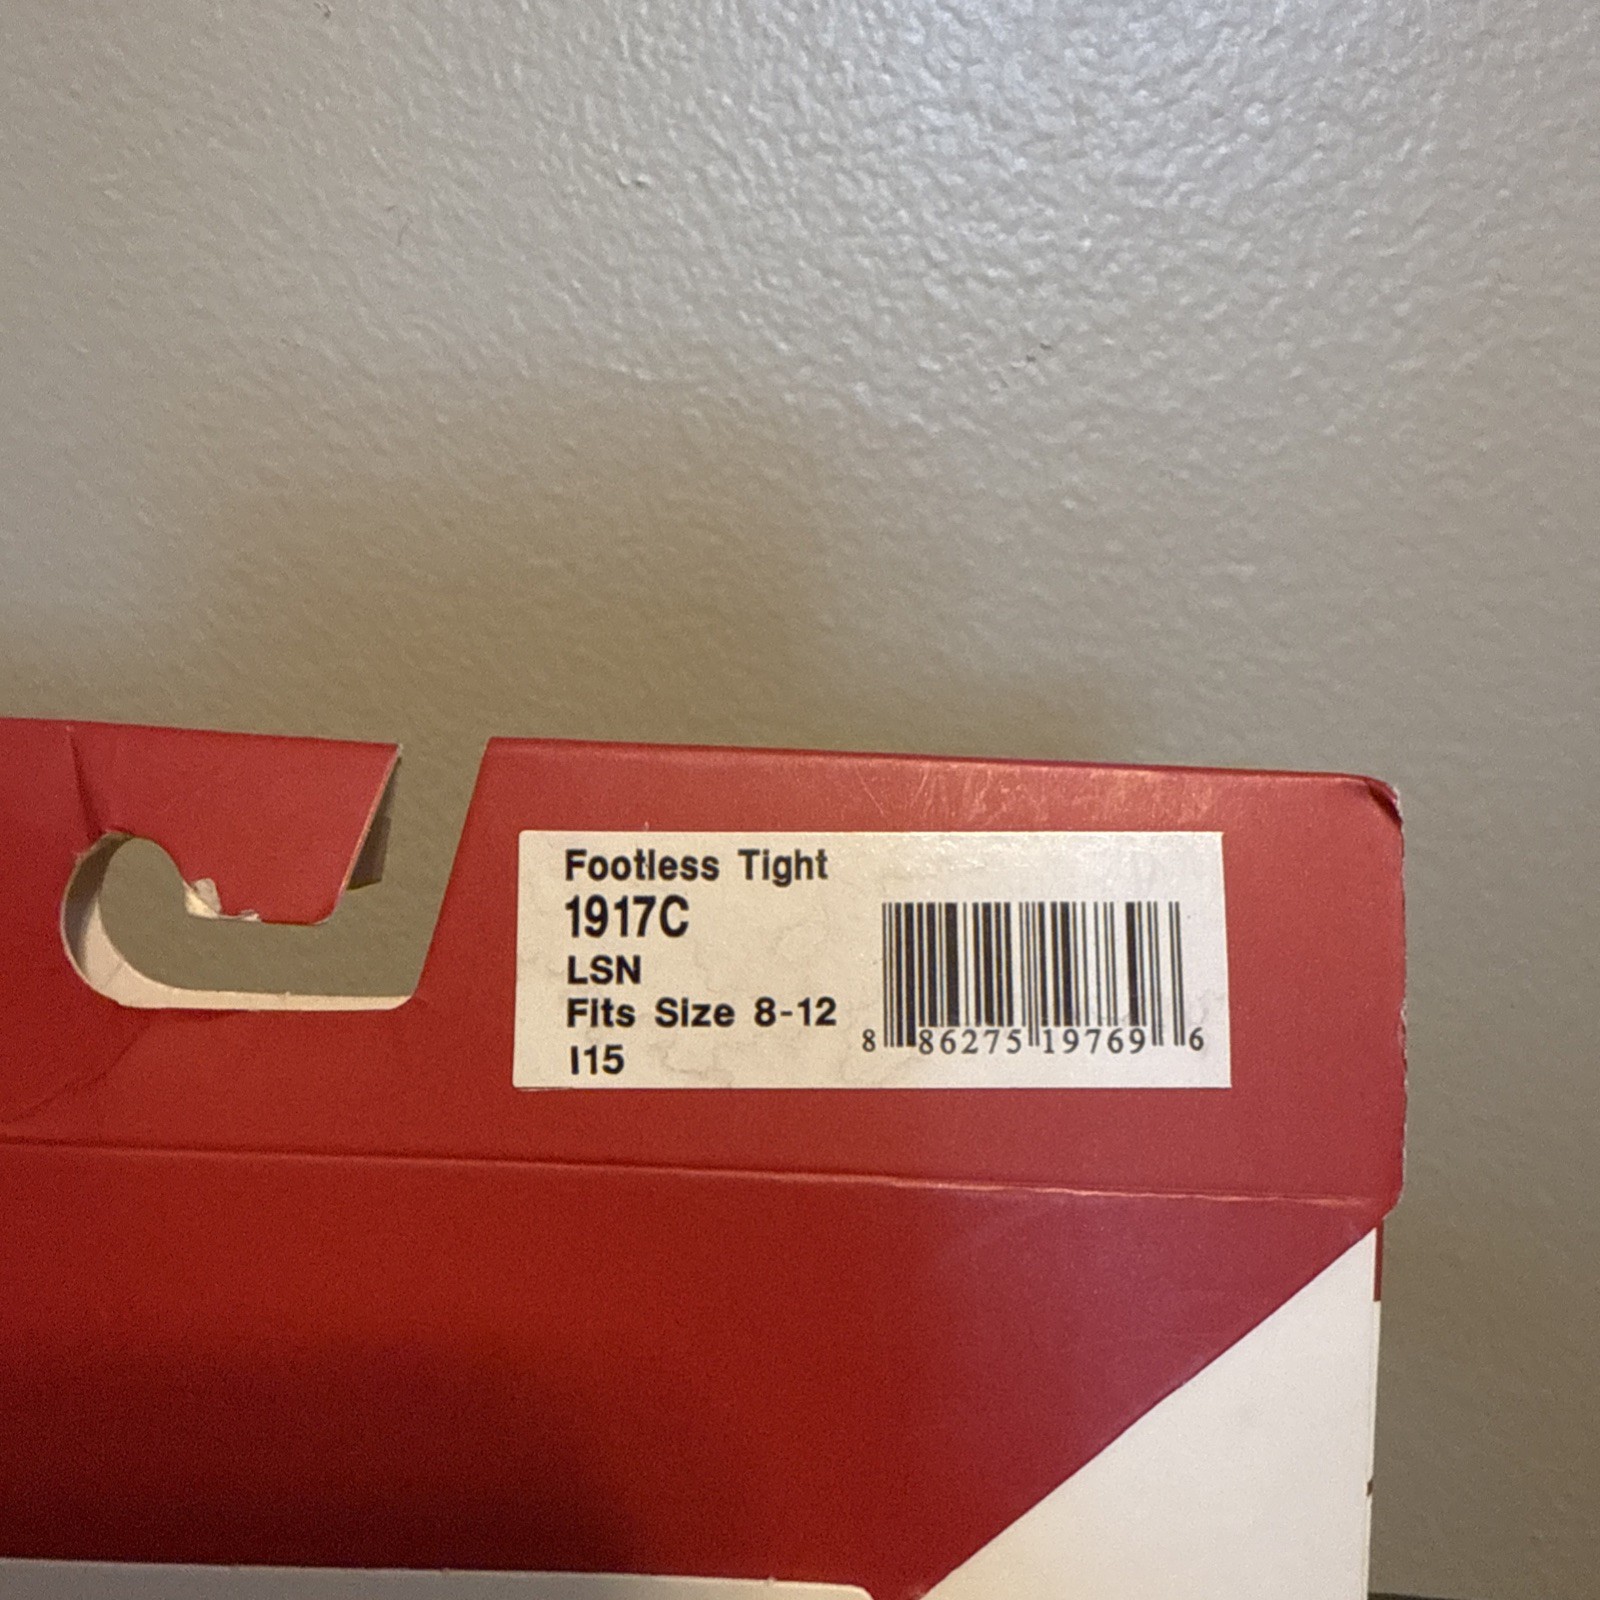 Footless Tight
1917C
LSN
Fits Size 8-12
I15
8 86275 19769 6